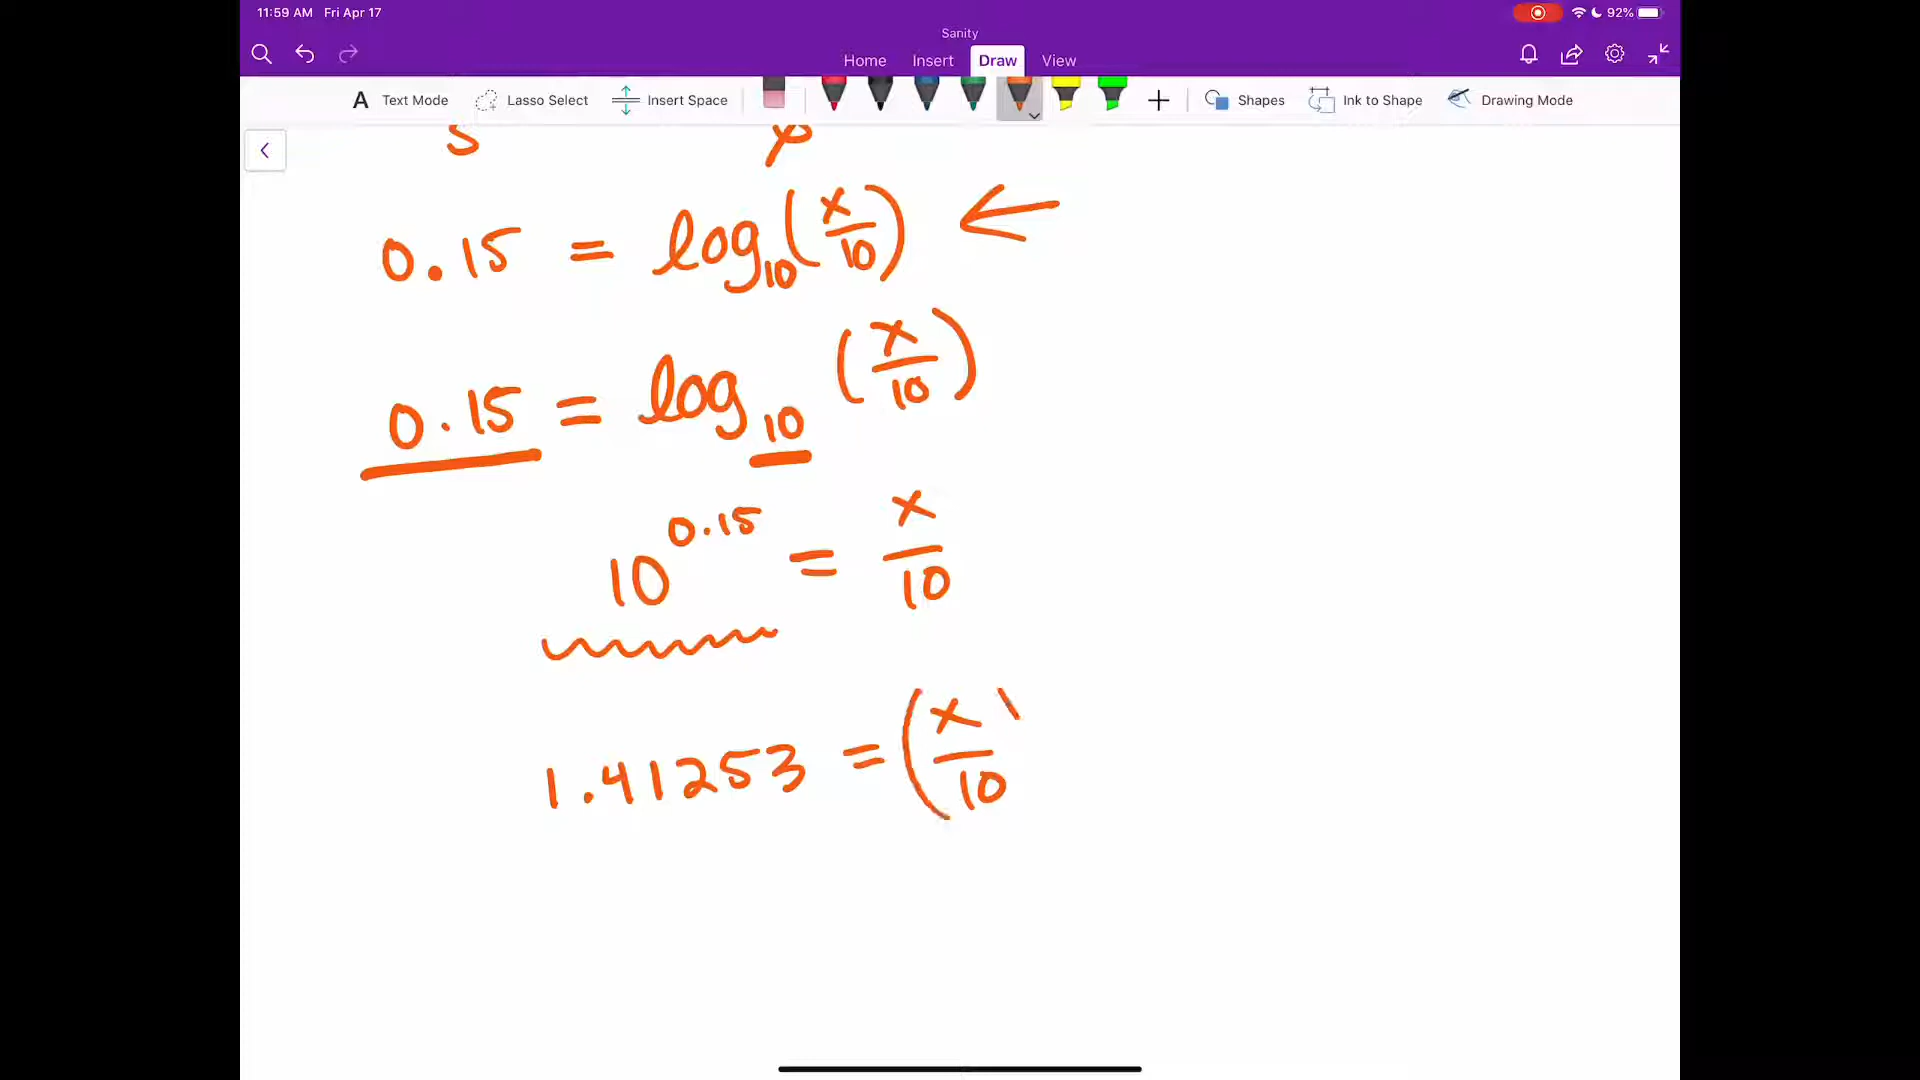 11:59 AM Fri Apr 17
92%
Sanity
Home Insert Draw View
A Text Mode Lasso Select Insert Space Shapes Ink to Shape Drawing Mode
0.15 = log₁₀(x/10) ←
0.15 = log₁₀ (x/10)
10^0.15 = x/10
1.41253 = (x/10